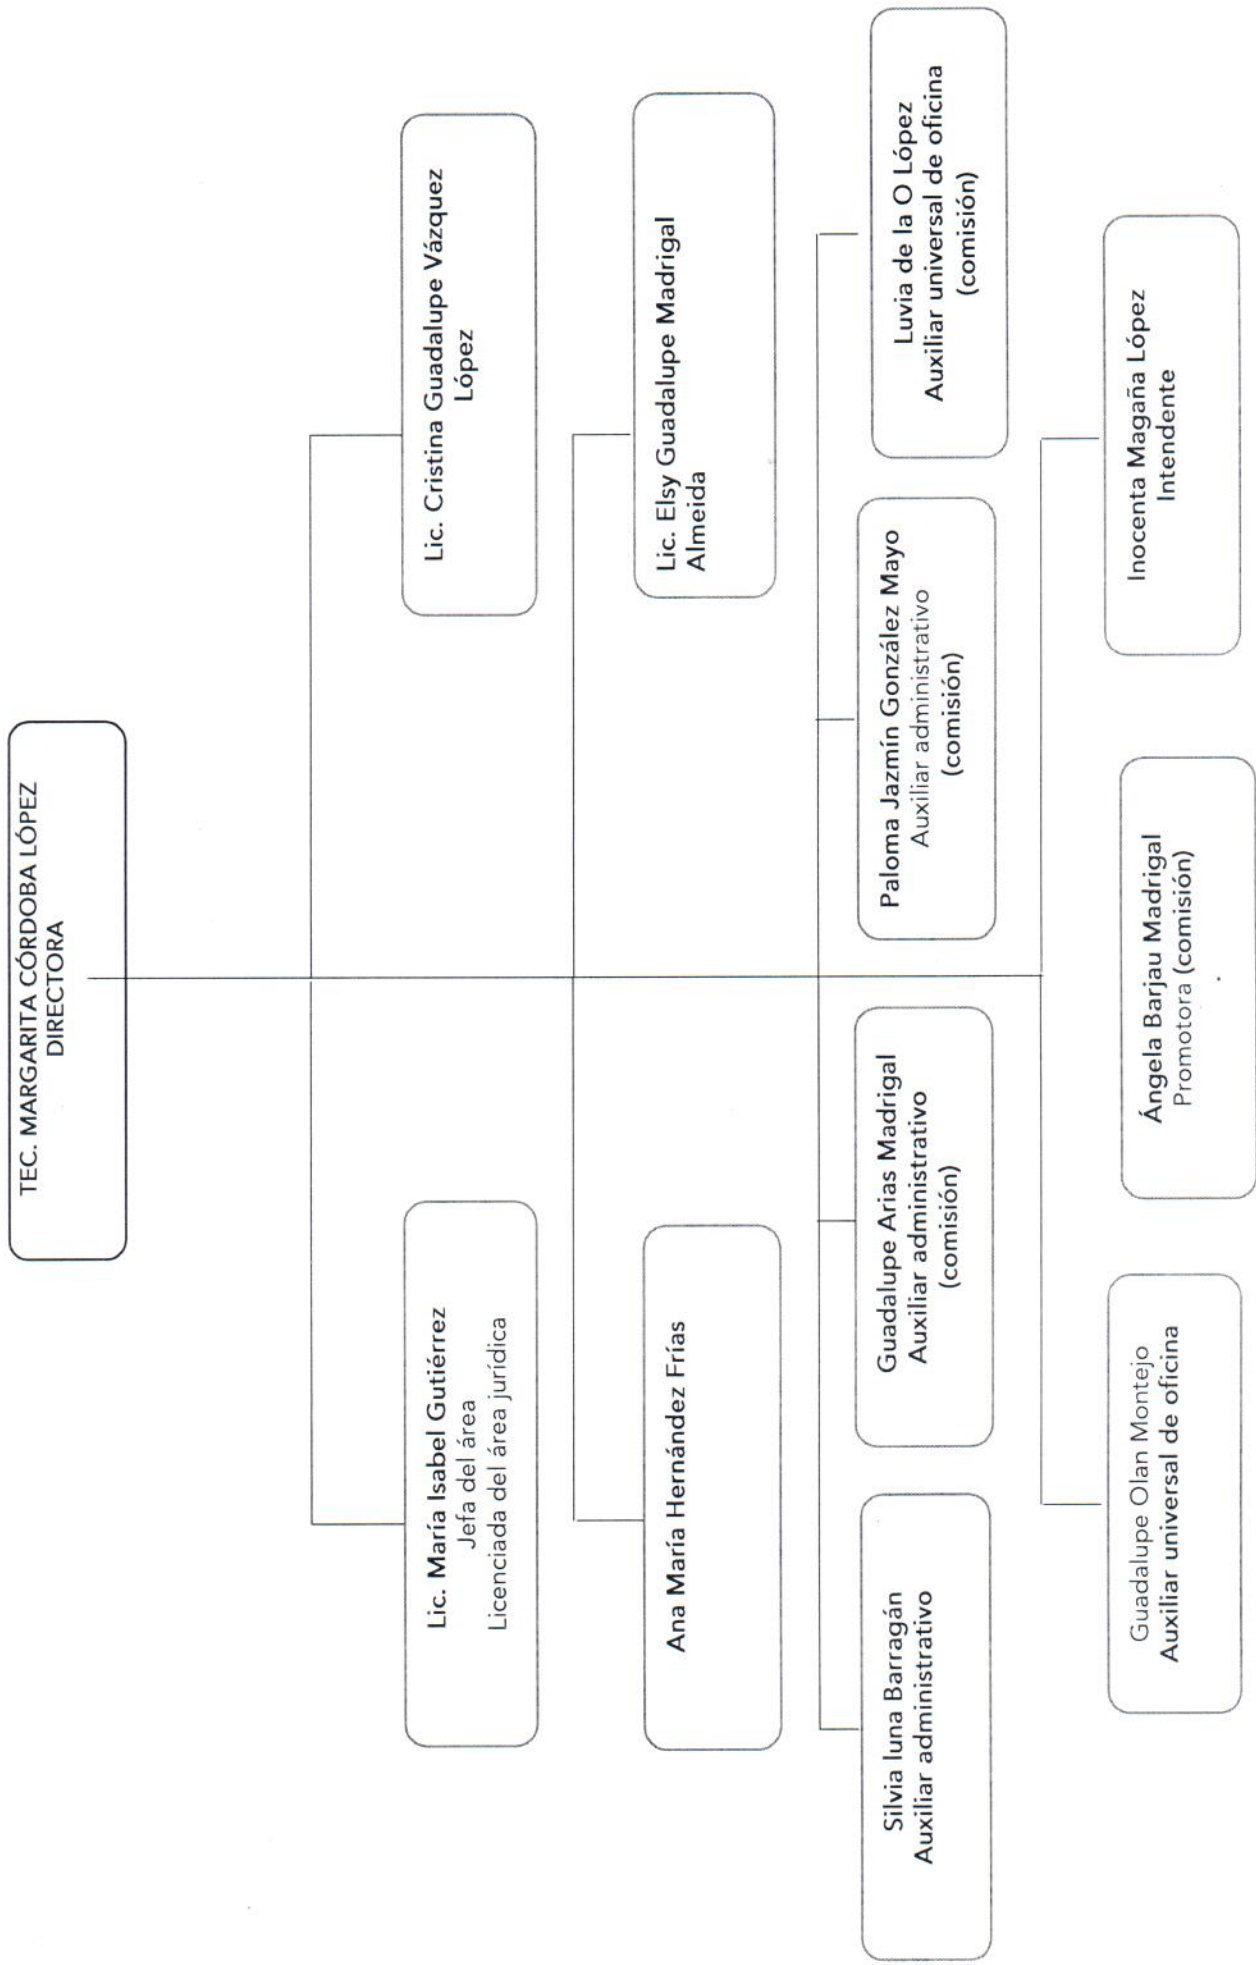 TEC. MARGARITA CÓRDOBA LÓPEZ
DIRECTORA
Lic. María Isabel Gutiérrez
Jefa del área
Licenciada del área jurídica
Lic. Cristina Guadalupe Vázquez
López
Ana María Hernández Frías
Lic. Elsy Guadalupe Madrigal
Almeida
Silvia luna Barragán
Auxiliar administrativo
Guadalupe Arias Madrigal
Auxiliar administrativo
(comisión)
Paloma Jazmín González Mayo
Auxiliar administrativo
(comisión)
Luvia de la O López
Auxiliar universal de oficina
(comisión)
Guadalupe Olan Montejo
Auxiliar universal de oficina
Ángela Barjau Madrigal
Promotora (comisión)
.
Inocenta Magaña López
Intendente